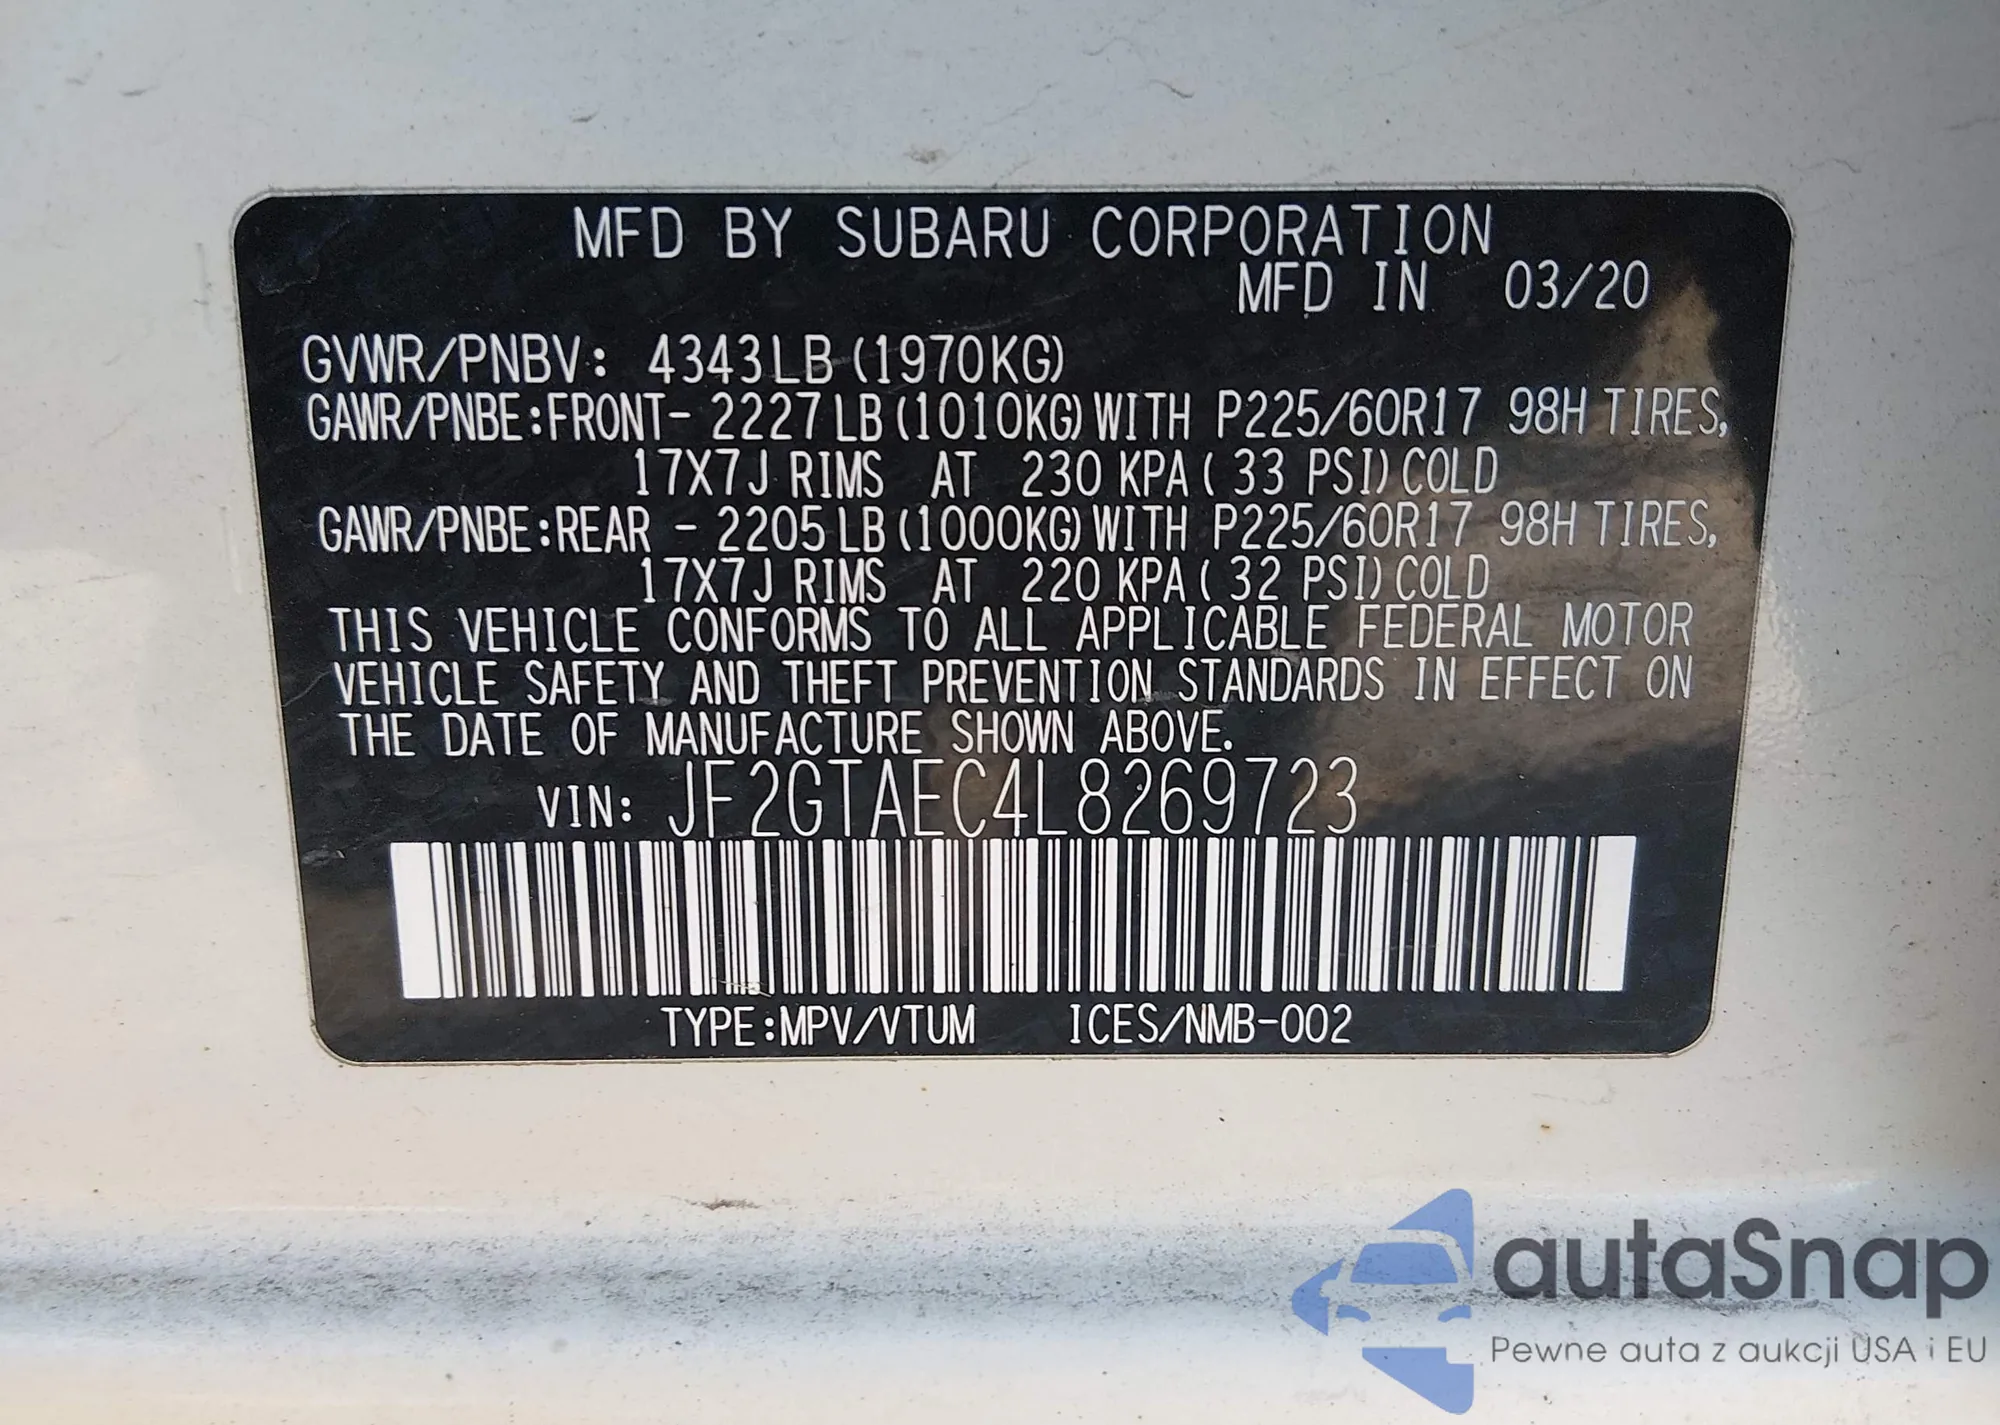 MFD BY SUBARU CORPORATION
MFD IN 03/20
GVWR/PNBV: 4343LB (1970KG)
GAWR/PNBE:FRONT- 2227LB (1010KG) WITH P225/60R17 98H TIRES,
17X7J RIMS AT 230 KPA ( 33 PSI) COLD
GAWR/PNBE:REAR - 2205LB (1000KG) WITH P225/60R17 98H TIRES,
17X7J RIMS AT 220 KPA ( 32 PSI) COLD
THIS VEHICLE CONFORMS TO ALL APPLICABLE FEDERAL MOTOR
VEHICLE SAFETY AND THEFT PREVENTION STANDARDS IN EFFECT ON
THE DATE OF MANUFACTURE SHOWN ABOVE.
VIN: JF2GTAEC4L8269723
TYPE:MPV/VTUM ICES/NMB-002
autaSnap
Pewne auta z aukcji USA i EU